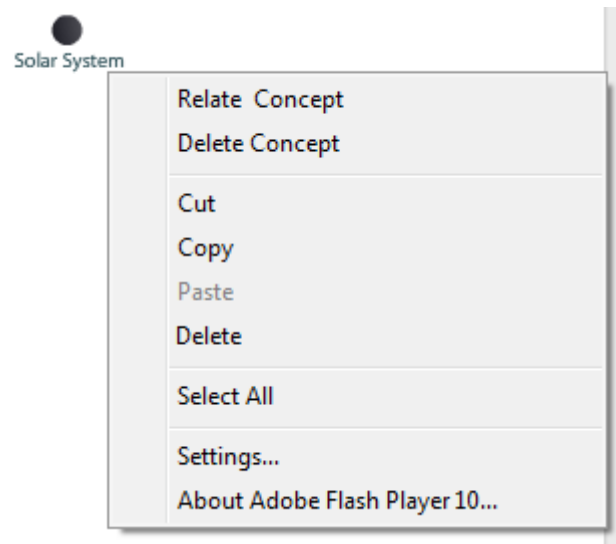 Solar System
Relate Concept
Delete Concept
Cut
Copy
Paste
Delete
Select All
Settings...
About Adobe Flash Player 10...